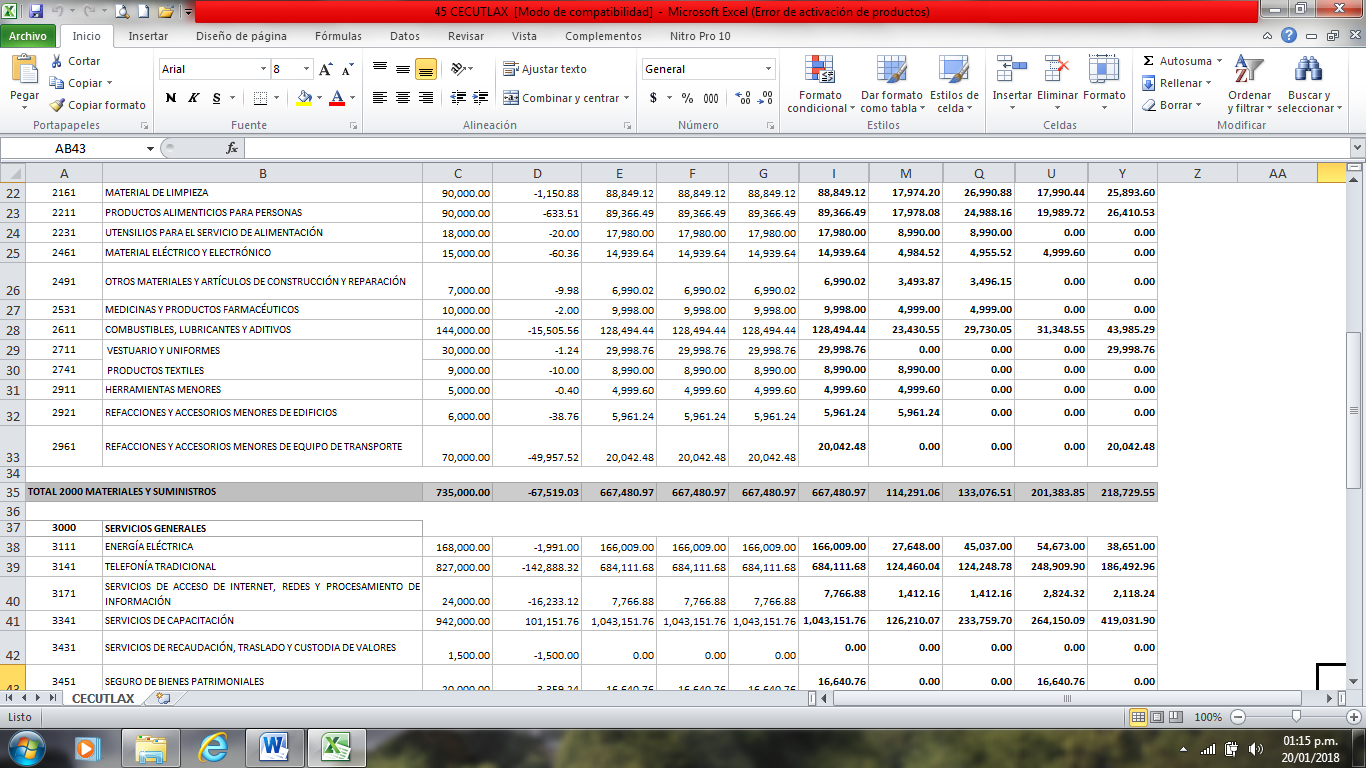 45 CECUTLAX [Modo de compatibilidad] - Microsoft Excel (Error de activación de productos)
Archivo Inicio Insertar Diseño de página Fórmulas Datos Revisar Vista Complementos Nitro Pro 10
Pegar Cortar Copiar Copiar formato
Portapapeles
Arial 8 A A
N K S A
Fuente
Ajustar texto
Combinar y centrar
Alineación
General
$ % 000
Número
Formato condicional Dar formato como tabla Estilos de celda
Estilos
Insertar Eliminar Formato
Celdas
Σ Autosuma
Rellenar
Borrar
Ordenar y filtrar Buscar y seleccionar
Modificar
AB43 fx
A B C D E F G I M Q U Y Z AA
22 2161 MATERIAL DE LIMPIEZA 90,000.00 -1,150.88 88,849.12 88,849.12 88,849.12 88,849.12 17,974.20 26,990.88 17,990.44 25,893.60
23 2211 PRODUCTOS ALIMENTICIOS PARA PERSONAS 90,000.00 -633.51 89,366.49 89,366.49 89,366.49 89,366.49 17,978.08 24,988.16 19,989.72 26,410.53
24 2231 UTENSILIOS PARA EL SERVICIO DE ALIMENTACIÓN 18,000.00 -20.00 17,980.00 17,980.00 17,980.00 17,980.00 8,990.00 8,990.00 0.00 0.00
25 2461 MATERIAL ELÉCTRICO Y ELECTRÓNICO 15,000.00 -60.36 14,939.64 14,939.64 14,939.64 14,939.64 4,984.52 4,955.52 4,999.60 0.00
26 2491 OTROS MATERIALES Y ARTÍCULOS DE CONSTRUCCIÓN Y REPARACIÓN 7,000.00 -9.98 6,990.02 6,990.02 6,990.02 6,990.02 3,493.87 3,496.15 0.00 0.00
27 2531 MEDICINAS Y PRODUCTOS FARMACÉUTICOS 10,000.00 -2.00 9,998.00 9,998.00 9,998.00 9,998.00 4,999.00 4,999.00 0.00 0.00
28 2611 COMBUSTIBLES, LUBRICANTES Y ADITIVOS 144,000.00 -15,505.56 128,494.44 128,494.44 128,494.44 128,494.44 23,430.55 29,730.05 31,348.55 43,985.29
29 2711 VESTUARIO Y UNIFORMES 30,000.00 -1.24 29,998.76 29,998.76 29,998.76 29,998.76 0.00 0.00 0.00 29,998.76
30 2741 PRODUCTOS TEXTILES 9,000.00 -10.00 8,990.00 8,990.00 8,990.00 8,990.00 8,990.00 0.00 0.00 0.00
31 2911 HERRAMIENTAS MENORES 5,000.00 -0.40 4,999.60 4,999.60 4,999.60 4,999.60 4,999.60 0.00 0.00 0.00
32 2921 REFACCIONES Y ACCESORIOS MENORES DE EDIFICIOS 6,000.00 -38.76 5,961.24 5,961.24 5,961.24 5,961.24 5,961.24 0.00 0.00 0.00
33 2961 REFACCIONES Y ACCESORIOS MENORES DE EQUIPO DE TRANSPORTE 70,000.00 -49,957.52 20,042.48 20,042.48 20,042.48 20,042.48 0.00 0.00 0.00 20,042.48
34
35 TOTAL 2000 MATERIALES Y SUMINISTROS 735,000.00 -67,519.03 667,480.97 667,480.97 667,480.97 667,480.97 114,291.06 133,076.51 201,383.85 218,729.55
36
37 3000 SERVICIOS GENERALES
38 3111 ENERGÍA ELÉCTRICA 168,000.00 -1,991.00 166,009.00 166,009.00 166,009.00 166,009.00 27,648.00 45,037.00 54,673.00 38,651.00
39 3141 TELEFONÍA TRADICIONAL 827,000.00 -142,888.32 684,111.68 684,111.68 684,111.68 684,111.68 124,460.04 124,248.78 248,909.90 186,492.96
40 3171 SERVICIOS DE ACCESO DE INTERNET, REDES Y PROCESAMIENTO DE
INFORMACIÓN 24,000.00 -16,233.12 7,766.88 7,766.88 7,766.88 7,766.88 1,412.16 1,412.16 2,824.32 2,118.24
41 3341 SERVICIOS DE CAPACITACIÓN 942,000.00 101,151.76 1,043,151.76 1,043,151.76 1,043,151.76 1,043,151.76 126,210.07 233,759.70 264,150.09 419,031.90
42 3431 SERVICIOS DE RECAUDACIÓN, TRASLADO Y CUSTODIA DE VALORES 1,500.00 -1,500.00 0.00 0.00 0.00 0.00 0.00 0.00 0.00 0.00
43 3451 SEGURO DE BIENES PATRIMONIALES 20,000.00 -3,359.24 16,640.76 16,640.76 16,640.76 16,640.76 0.00 0.00 16,640.76 0.00
CECUTLAX
Listo 100%
01:15 p.m.
20/01/2018